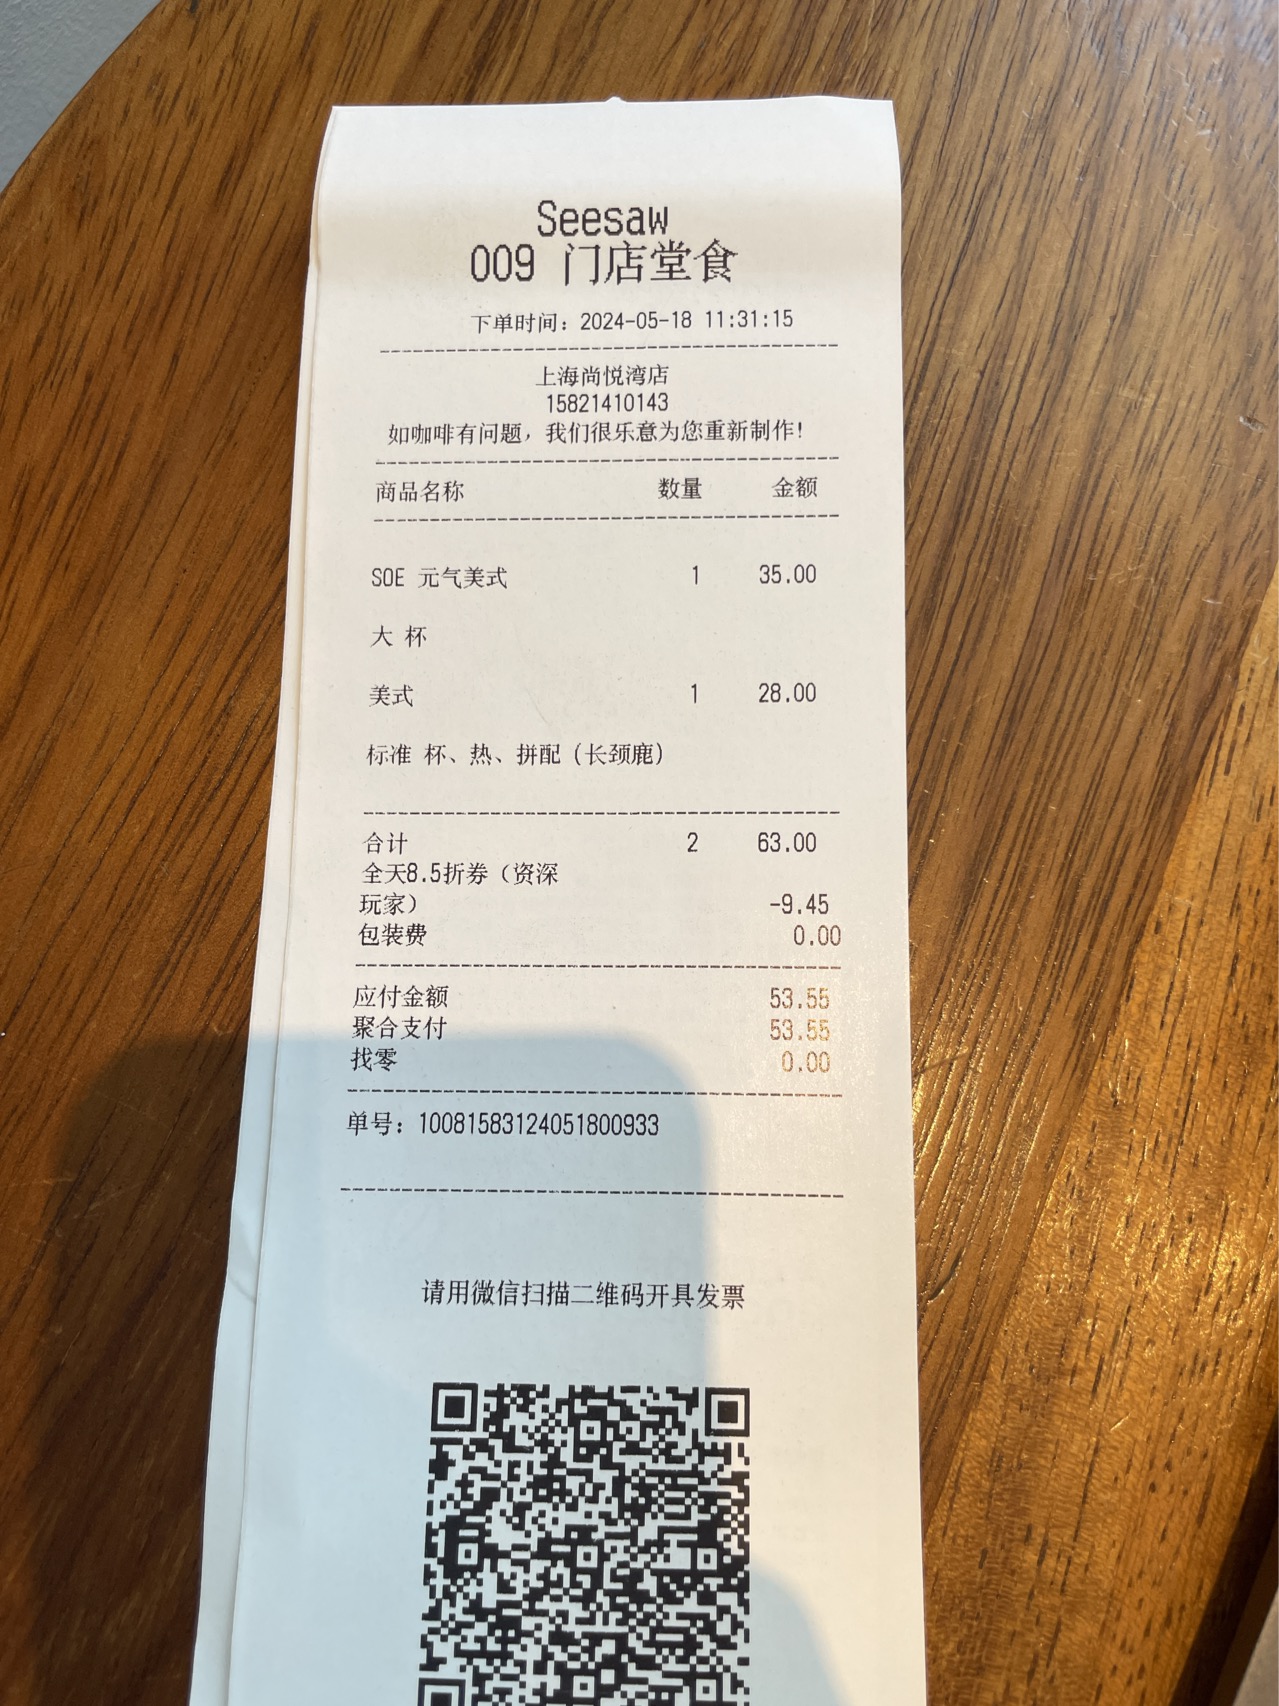 Seesaw
009 门店堂食
下单时间：2024-05-18 11:31:15
上海尚悦湾店
15821410143
如咖啡有问题，我们很乐意为您重新制作!
商品名称 数量 金额
SOE 元气美式 1 35.00
大 杯
美式 1 28.00
标准 杯、热、拼配（长颈鹿）
合计 2 63.00
全天8.5折券（资深
玩家） -9.45
包装费 0.00
应付金额 53.55
聚合支付 53.55
找零 0.00
单号：10081583124051800933
请用微信扫描二维码开具发票